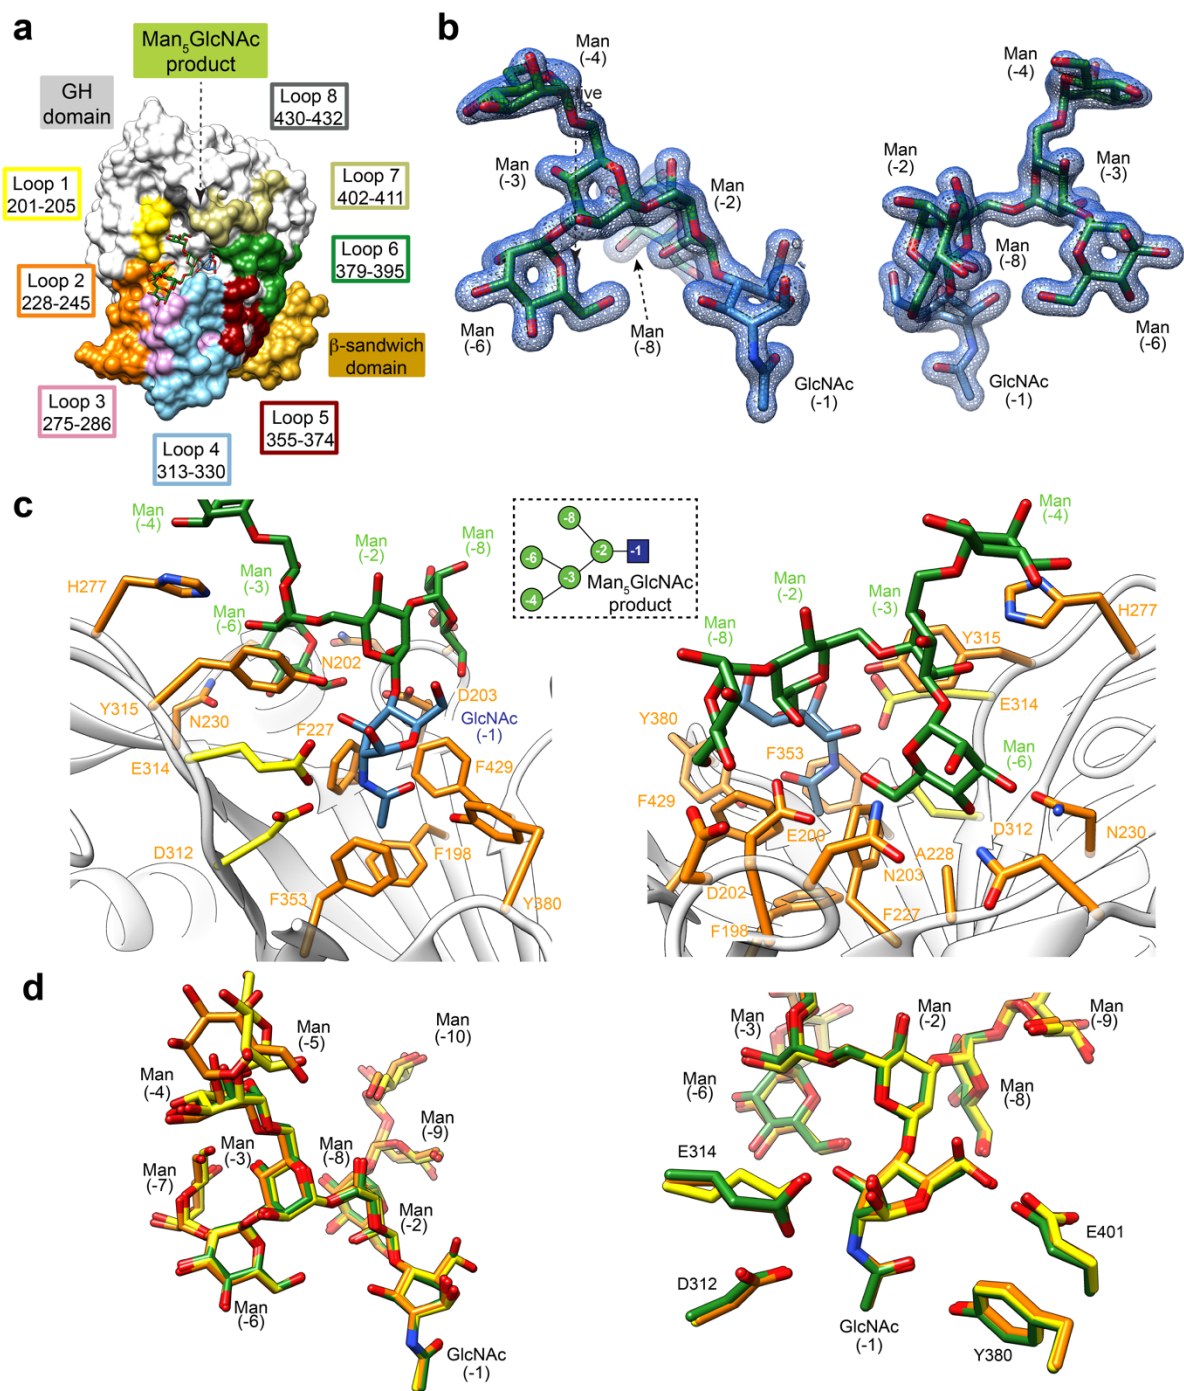 a
Man5GlcNAc
product
GH
domain
Loop 8
430-432
Loop 1
201-205
Loop 7
402-411
Loop 2
228-245
Loop 6
379-395
β-sandwich
domain
Loop 3
275-286
Loop 4
313-330
Loop 5
355-374
b
Man
(-4)
Active
site
Man
(-3)
Man
(-2)
Man
(-6)
Man
(-8)
GlcNAc
(-1)
Man
(-4)
Man
(-2)
Man
(-3)
Man
(-8)
Man
(-6)
GlcNAc
(-1)
c
Man
(-4)
Man
(-2)
Man
(-8)
Man
(-3)
Man
(-6)
H277
N202
D203
Y315
N230
GlcNAc
(-1)
F227
E314
F429
D312
F198
F353
Y380
-8
-6
-2
-1
-3
-4
Man5GlcNAc
product
Man
(-4)
Man
(-2)
Man
(-3)
Man
(-8)
H277
Y315
E314
Y380
F353
Man
(-6)
F429
E200
D312
N230
A228
D202
N203
F227
F198
d
Man
(-5)
Man
(-10)
Man
(-4)
Man
(-9)
Man
(-7)
Man
(-3)
Man
(-8)
Man
(-2)
Man
(-6)
GlcNAc
(-1)
Man
(-3)
Man
(-2)
Man
(-9)
Man
(-6)
Man
(-8)
E314
E401
D312
GlcNAc
(-1)
Y380